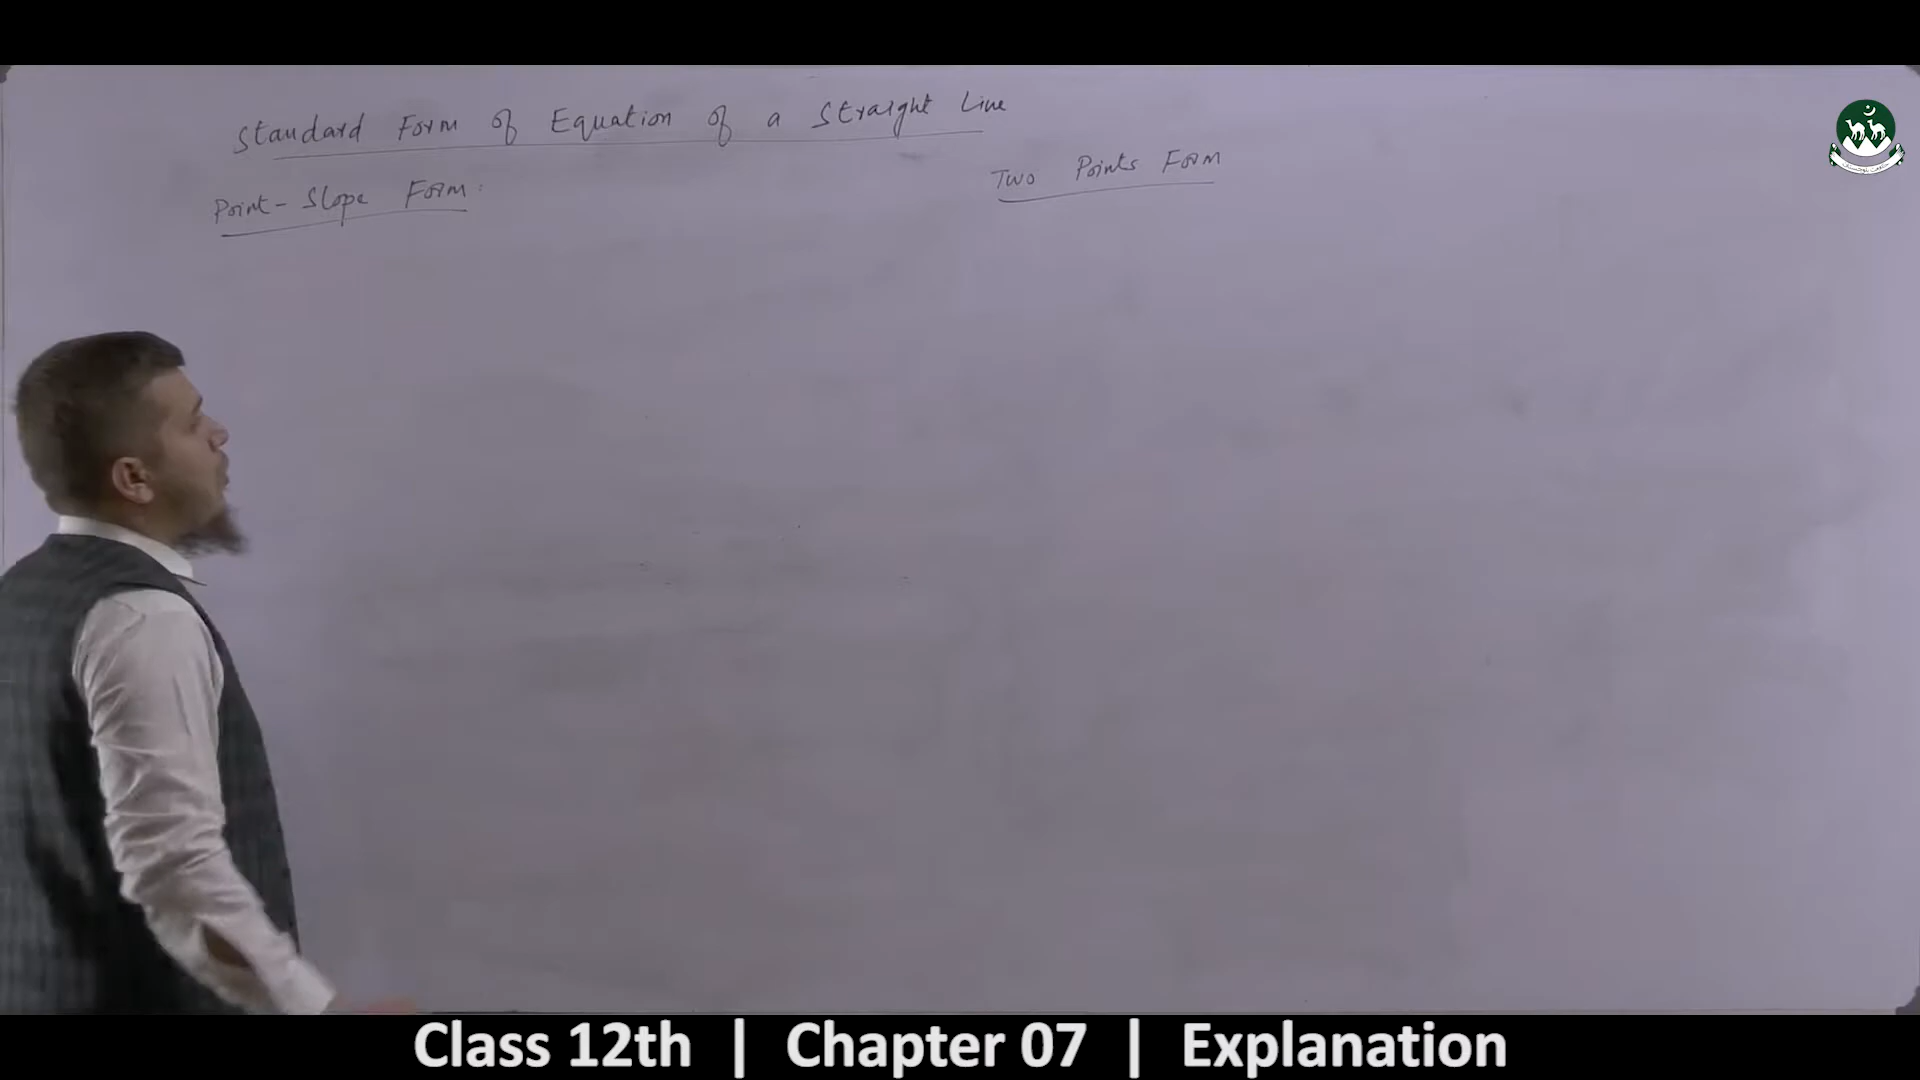 Standard Form of Equation of a Straight Line
Point-Slope Form:
Two Points Form
Class 12th | Chapter 07 | Explanation